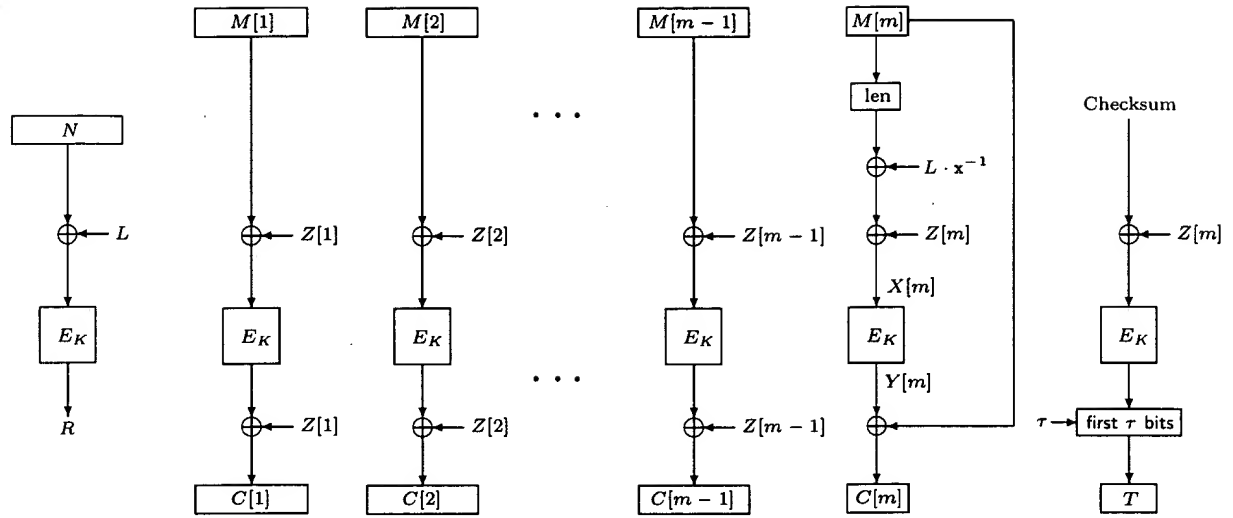 M[1] M[2] M[m − 1] M[m]
len
Checksum
N
• • •
L · x⁻¹
L Z[1] Z[2] Z[m − 1] Z[m] Z[m]
X[m]
E_K E_K E_K E_K E_K E_K
Y[m]
• • •
R Z[1] Z[2] Z[m − 1] τ first τ bits
C[1] C[2] C[m − 1] C[m] T